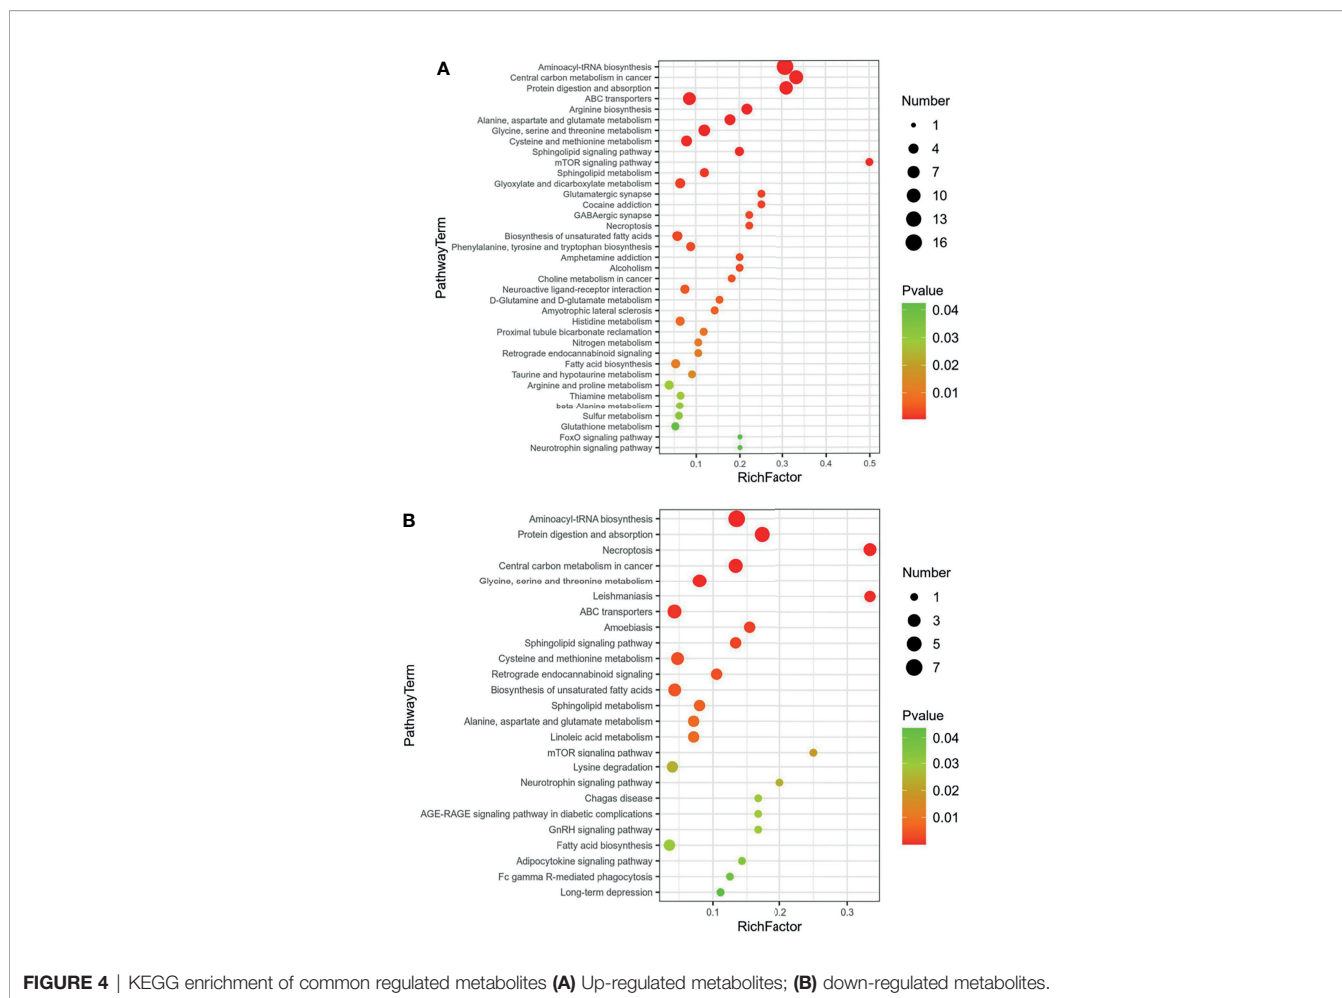 A
Aminoacyl-tRNA biosynthesis
Central carbon metabolism in cancer
Protein digestion and absorption
ABC transporters
Arginine biosynthesis
Alanine, aspartate and glutamate metabolism
Glycine, serine and threonine metabolism
Cysteine and methionine metabolism
Sphingolipid signaling pathway
mTOR signaling pathway
Sphingolipid metabolism
Glyoxylate and dicarboxylate metabolism
Glutamatergic synapse
Cocaine addiction
GABAergic synapse
Necroptosis
Biosynthesis of unsaturated fatty acids
Phenylalanine, tyrosine and tryptophan biosynthesis
Amphetamine addiction
Alcoholism
Choline metabolism in cancer
Neuroactive ligand-receptor interaction
D-Glutamine and D-glutamate metabolism
Amyotrophic lateral sclerosis
Histidine metabolism
Proximal tubule bicarbonate reclamation
Nitrogen metabolism
Retrograde endocannabinoid signaling
Fatty acid biosynthesis
Taurine and hypotaurine metabolism
Arginine and proline metabolism
Thiamine metabolism
beta-Alanine metabolism
Sulfur metabolism
Glutathione metabolism
FoxO signaling pathway
Neurotrophin signaling pathway
PathwayTerm
0.1 0.2 0.3 0.4 0.5
RichFactor
Number
1
4
7
10
13
16
Pvalue
0.04
0.03
0.02
0.01
B
Aminoacyl-tRNA biosynthesis
Protein digestion and absorption
Necroptosis
Central carbon metabolism in cancer
Glycine, serine and threonine metabolism
Leishmaniasis
ABC transporters
Amoebiasis
Sphingolipid signaling pathway
Cysteine and methionine metabolism
Retrograde endocannabinoid signaling
Biosynthesis of unsaturated fatty acids
Sphingolipid metabolism
Alanine, aspartate and glutamate metabolism
Linoleic acid metabolism
mTOR signaling pathway
Lysine degradation
Neurotrophin signaling pathway
Chagas disease
AGE-RAGE signaling pathway in diabetic complications
GnRH signaling pathway
Fatty acid biosynthesis
Adipocytokine signaling pathway
Fc gamma R-mediated phagocytosis
Long-term depression
PathwayTerm
0.1 0.2 0.3
RichFactor
Number
1
3
5
7
Pvalue
0.04
0.03
0.02
0.01
FIGURE 4 | KEGG enrichment of common regulated metabolites (A) Up-regulated metabolites; (B) down-regulated metabolites.